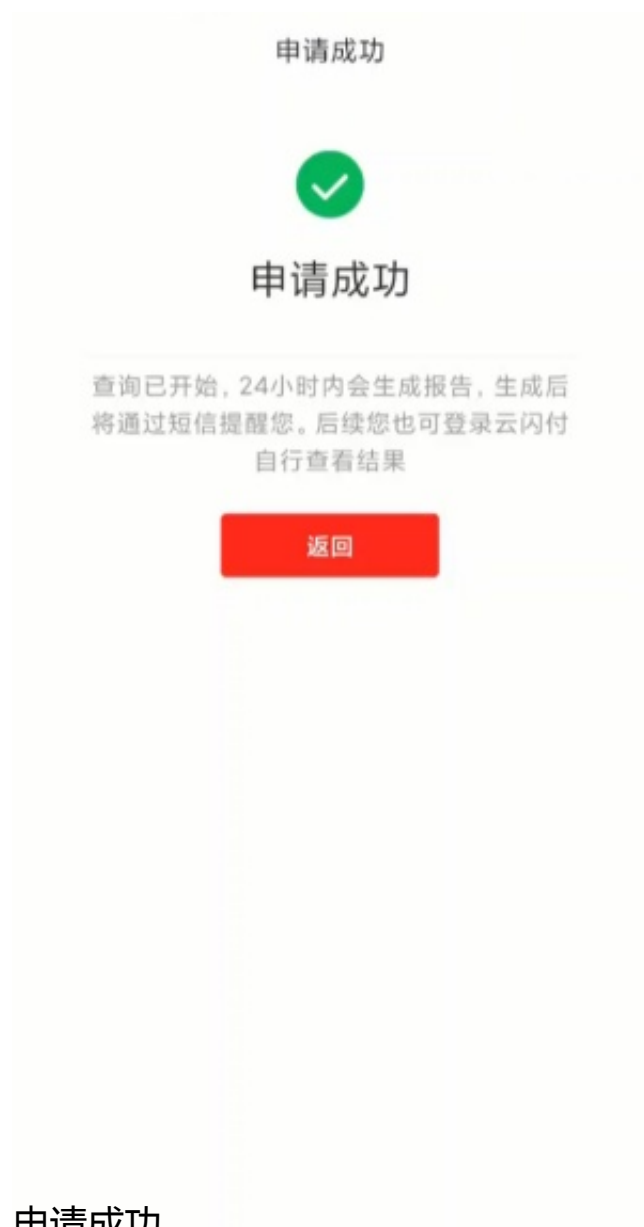 申请成功
申请成功
查询已开始，24小时内会生成报告，生成后
将通过短信提醒您。后续您也可登录云闪付
自行查看结果
返回
申请成功